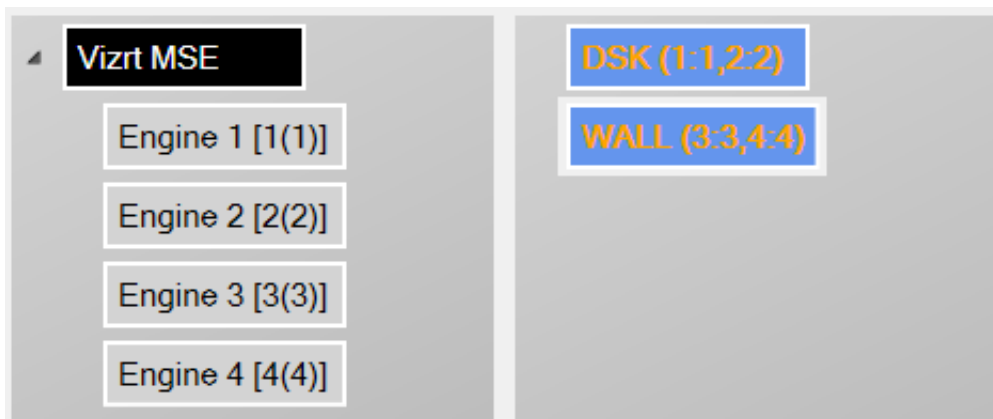 Vizrt MSE
Engine 1 [1(1)]
Engine 2 [2(2)]
Engine 3 [3(3)]
Engine 4 [4(4)]
DSK (1:1,2:2)
WALL (3:3,4:4)